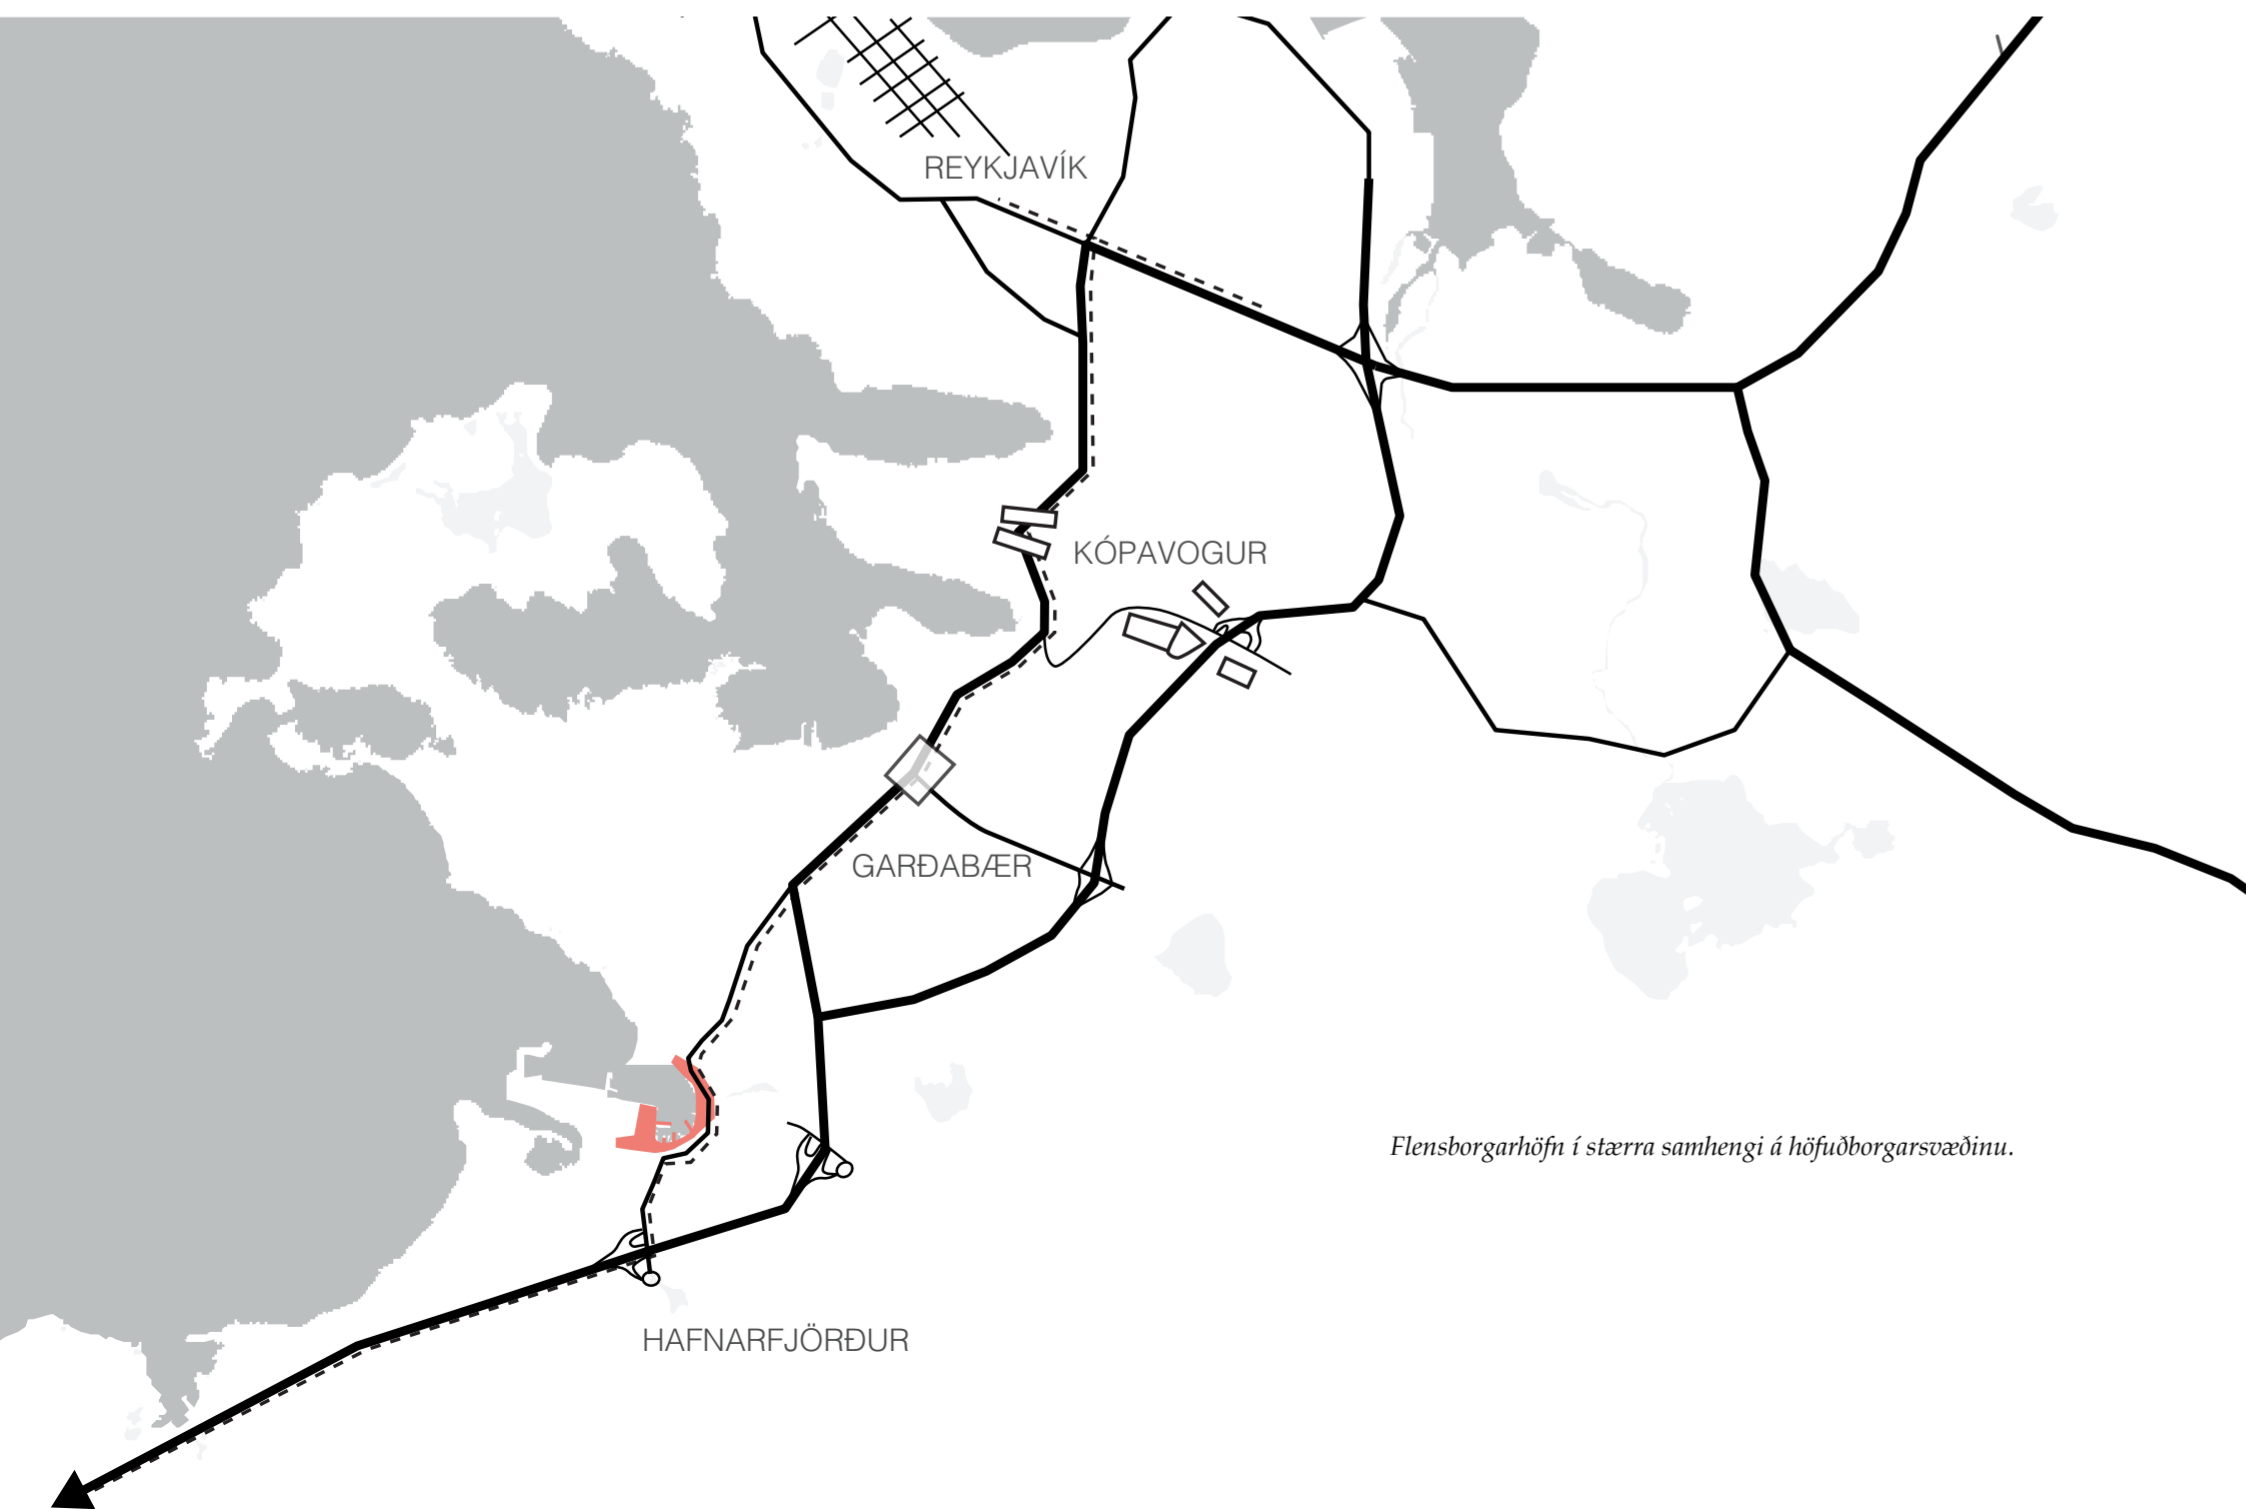 REYKJAVÍK
KÓPAVOGUR
GARÐABÆR
Flensborgarhöfn í stærra samhengi á höfuðborgarsvæðinu.
HAFNARFJÖRÐUR